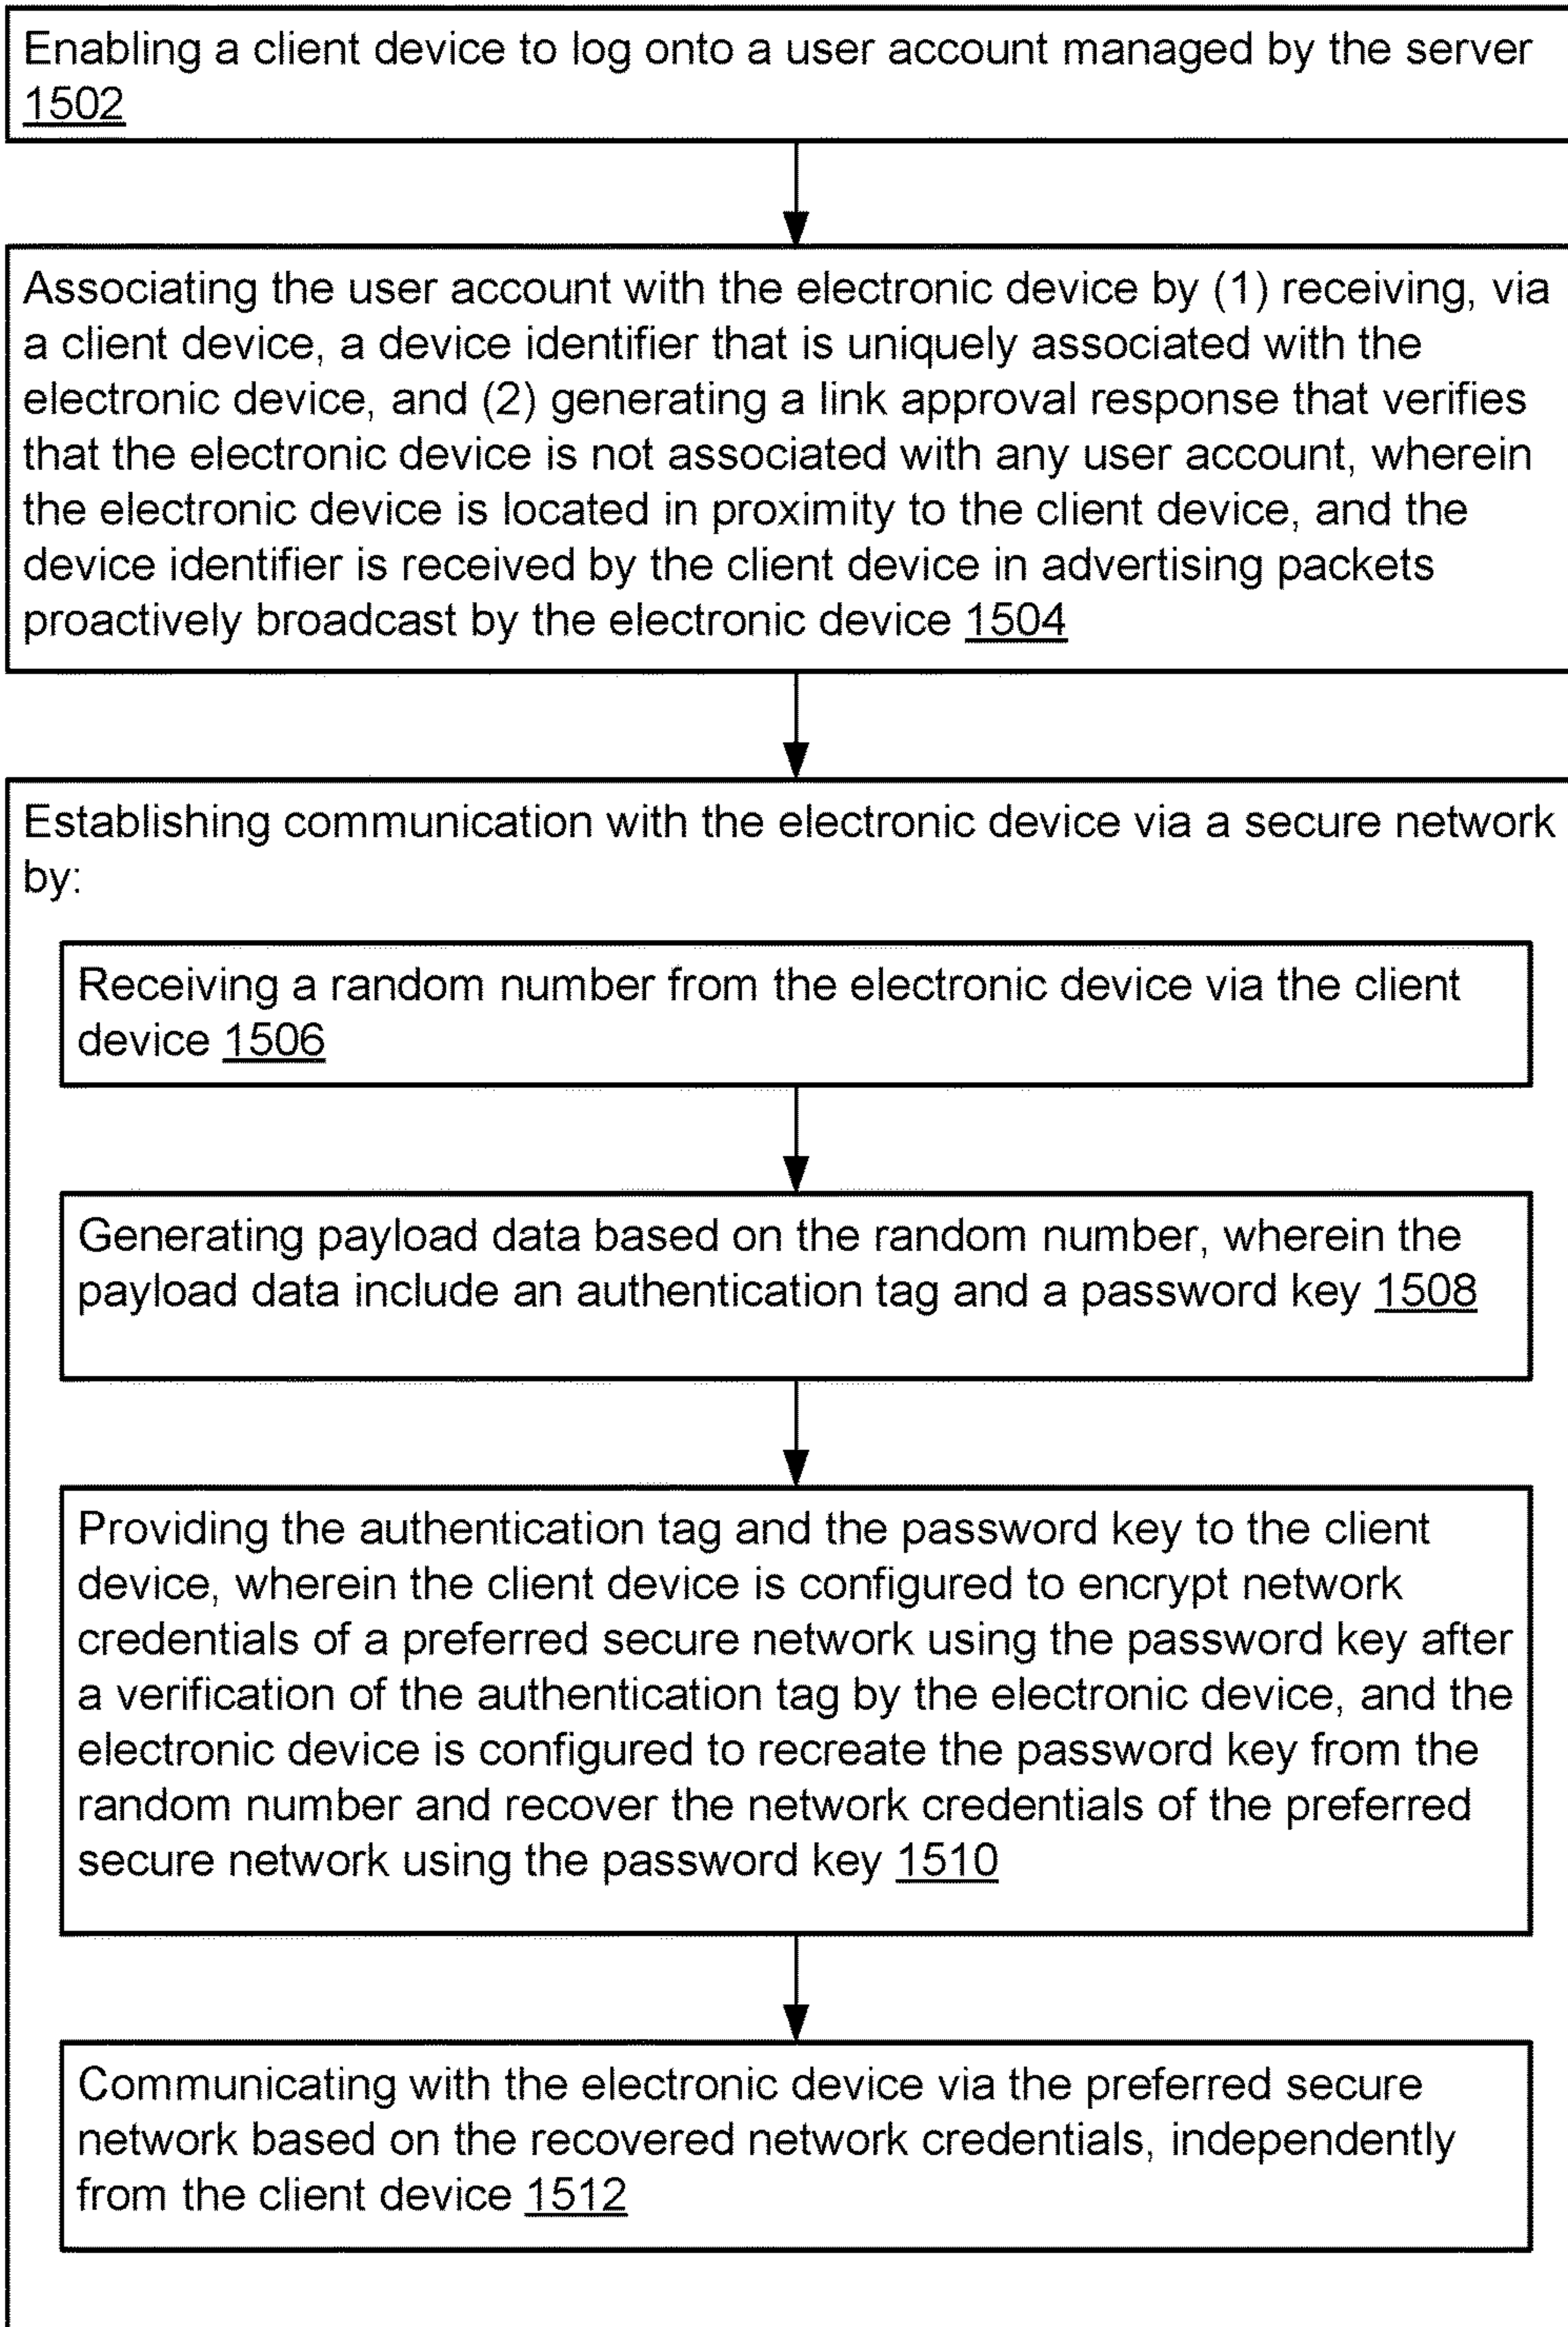 Enabling a client device to log onto a user account managed by the server
1502
Associating the user account with the electronic device by (1) receiving, via
a client device, a device identifier that is uniquely associated with the
electronic device, and (2) generating a link approval response that verifies
that the electronic device is not associated with any user account, wherein
the electronic device is located in proximity to the client device, and the
device identifier is received by the client device in advertising packets
proactively broadcast by the electronic device 1504
Establishing communication with the electronic device via a secure network
by:
Receiving a random number from the electronic device via the client
device 1506
Generating payload data based on the random number, wherein the
payload data include an authentication tag and a password key 1508
Providing the authentication tag and the password key to the client
device, wherein the client device is configured to encrypt network
credentials of a preferred secure network using the password key after
a verification of the authentication tag by the electronic device, and the
electronic device is configured to recreate the password key from the
random number and recover the network credentials of the preferred
secure network using the password key 1510
Communicating with the electronic device via the preferred secure
network based on the recovered network credentials, independently
from the client device 1512